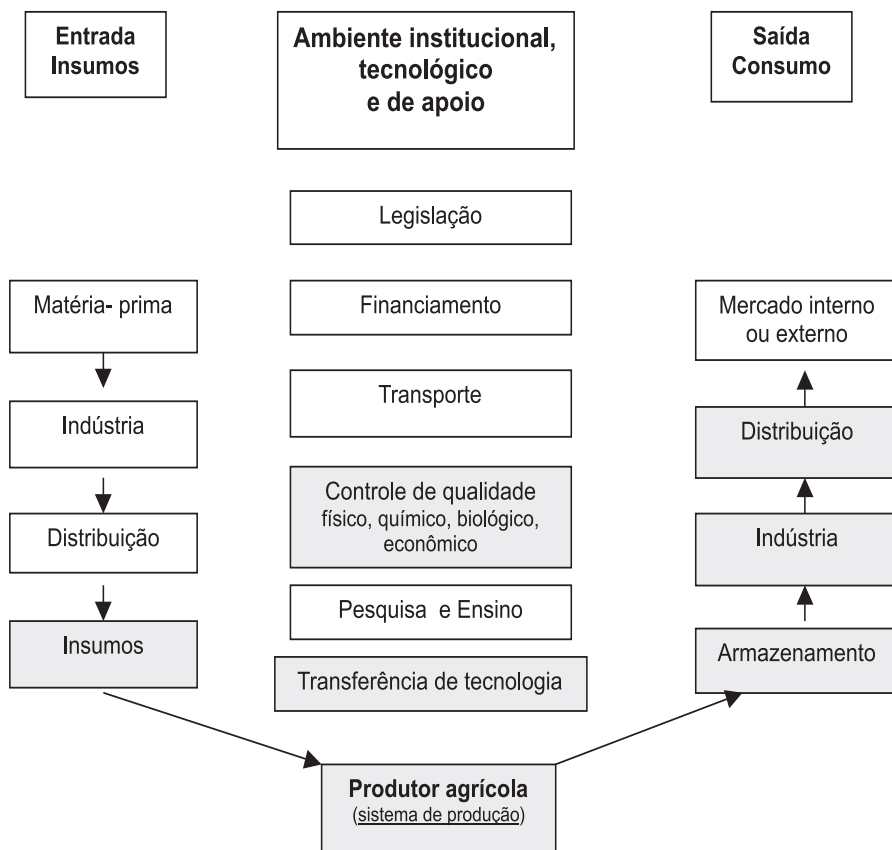 Entrada
Insumos
Ambiente institucional,
tecnológico
e de apoio
Saída
Consumo
Legislação
Matéria- prima
Financiamento
Mercado interno
ou externo
Transporte
Indústria
Distribuição
Controle de qualidade
físico, químico, biológico,
econômico
Distribuição
Indústria
Pesquisa e Ensino
Insumos
Armazenamento
Transferência de tecnologia
Produtor agrícola
(sistema de produção)